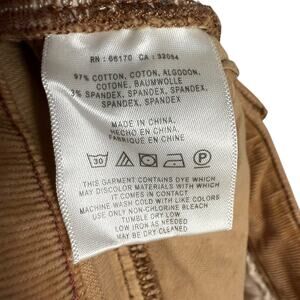 RN : 66170 CA : 32054
97% COTTON, COTON, ALGODON,
COTONE, BAUMWOLLE
3% SPANDEX, SPANDEX, SPANDEX,
SPANDEX, SPANDEX
MADE IN CHINA,
HECHO EN CHINA,
FABRIQUE EN CHINE
30
P
THIS GARMENT CONTAINS DYE WHICH
MAY DISCOLOR MATERIALS WITH WHICH
IT COMES IN CONTACT
MACHINE WASH COLD WITH LIKE COLORS
USE ONLY NON-CHLORINE BLEACH
TUMBLE DRY LOW
LOW IRON AS NEEDED
MAY BE DRY CLEANED